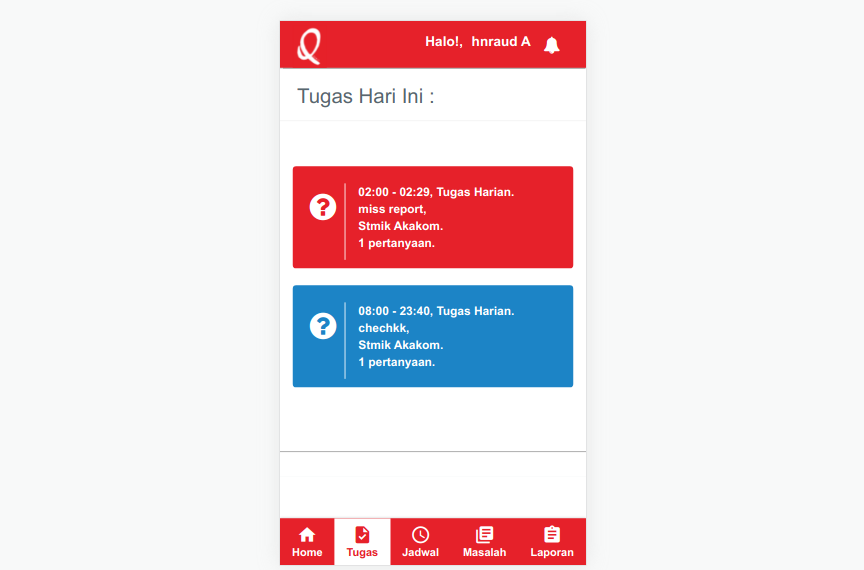 Halo!, hnraud A
Tugas Hari Ini :
02:00 - 02:29, Tugas Harian.
miss report,
Stmik Akakom.
1 pertanyaan.
08:00 - 23:40, Tugas Harian.
chechkk,
Stmik Akakom.
1 pertanyaan.
Home Tugas Jadwal Masalah Laporan